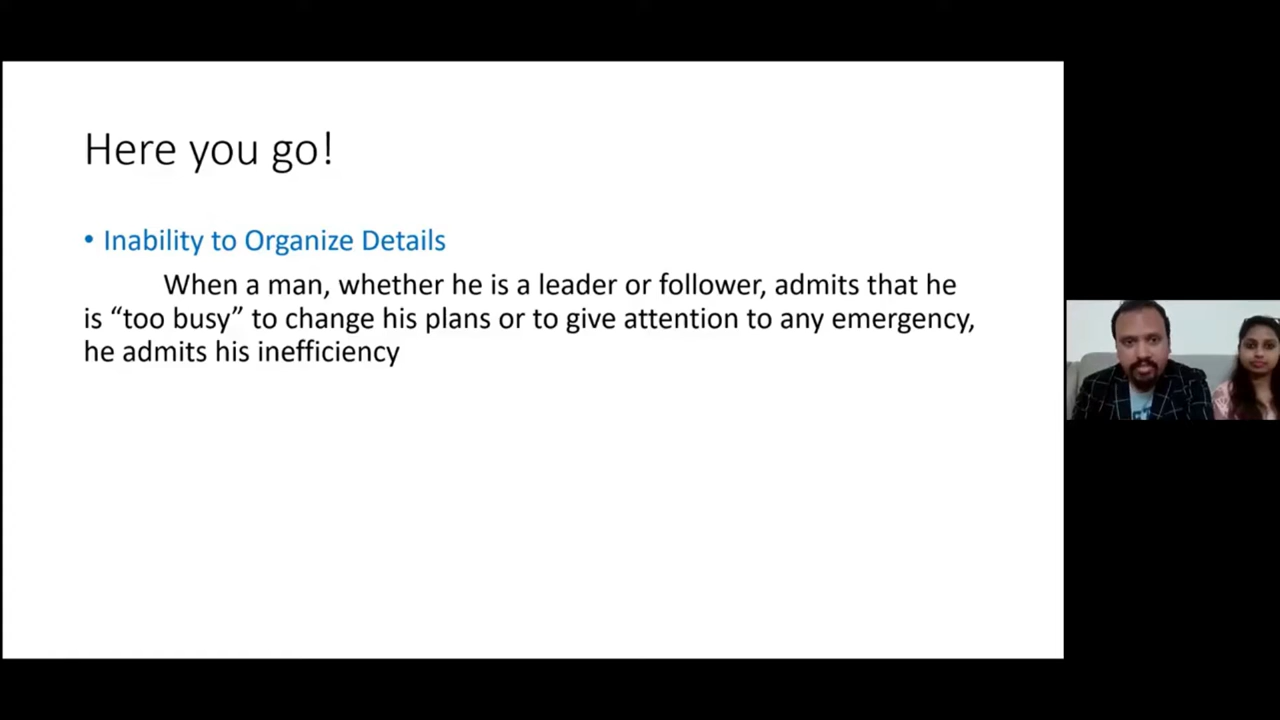 Here you go!
• Inability to Organize Details
When a man, whether he is a leader or follower, admits that he
is “too busy” to change his plans or to give attention to any emergency,
he admits his inefficiency